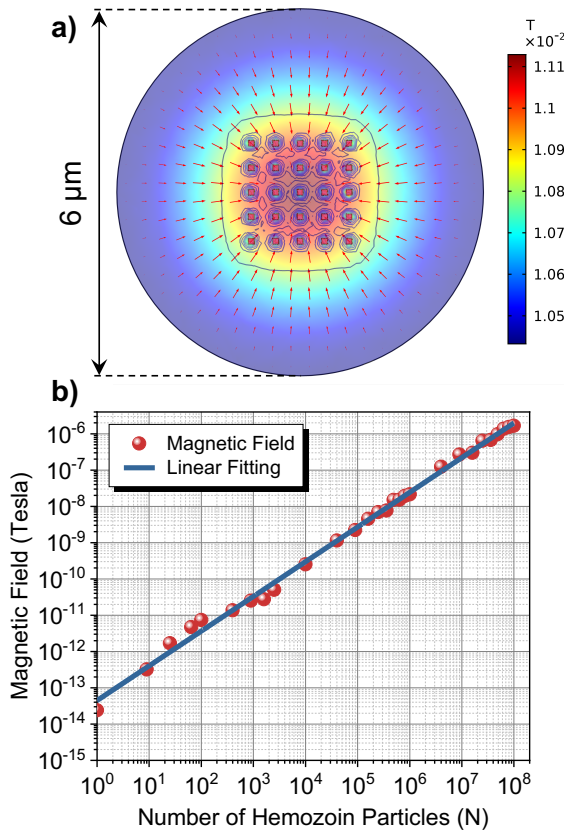 a)
T
×10⁻²
1.11
1.1
1.09
1.08
1.07
1.06
1.05
6 μm
b)
Magnetic Field
Linear Fitting
Magnetic Field (Tesla)
10⁻⁶
10⁻⁷
10⁻⁸
10⁻⁹
10⁻¹⁰
10⁻¹¹
10⁻¹²
10⁻¹³
10⁻¹⁴
10⁻¹⁵
10⁰ 10¹ 10² 10³ 10⁴ 10⁵ 10⁶ 10⁷ 10⁸
Number of Hemozoin Particles (N)